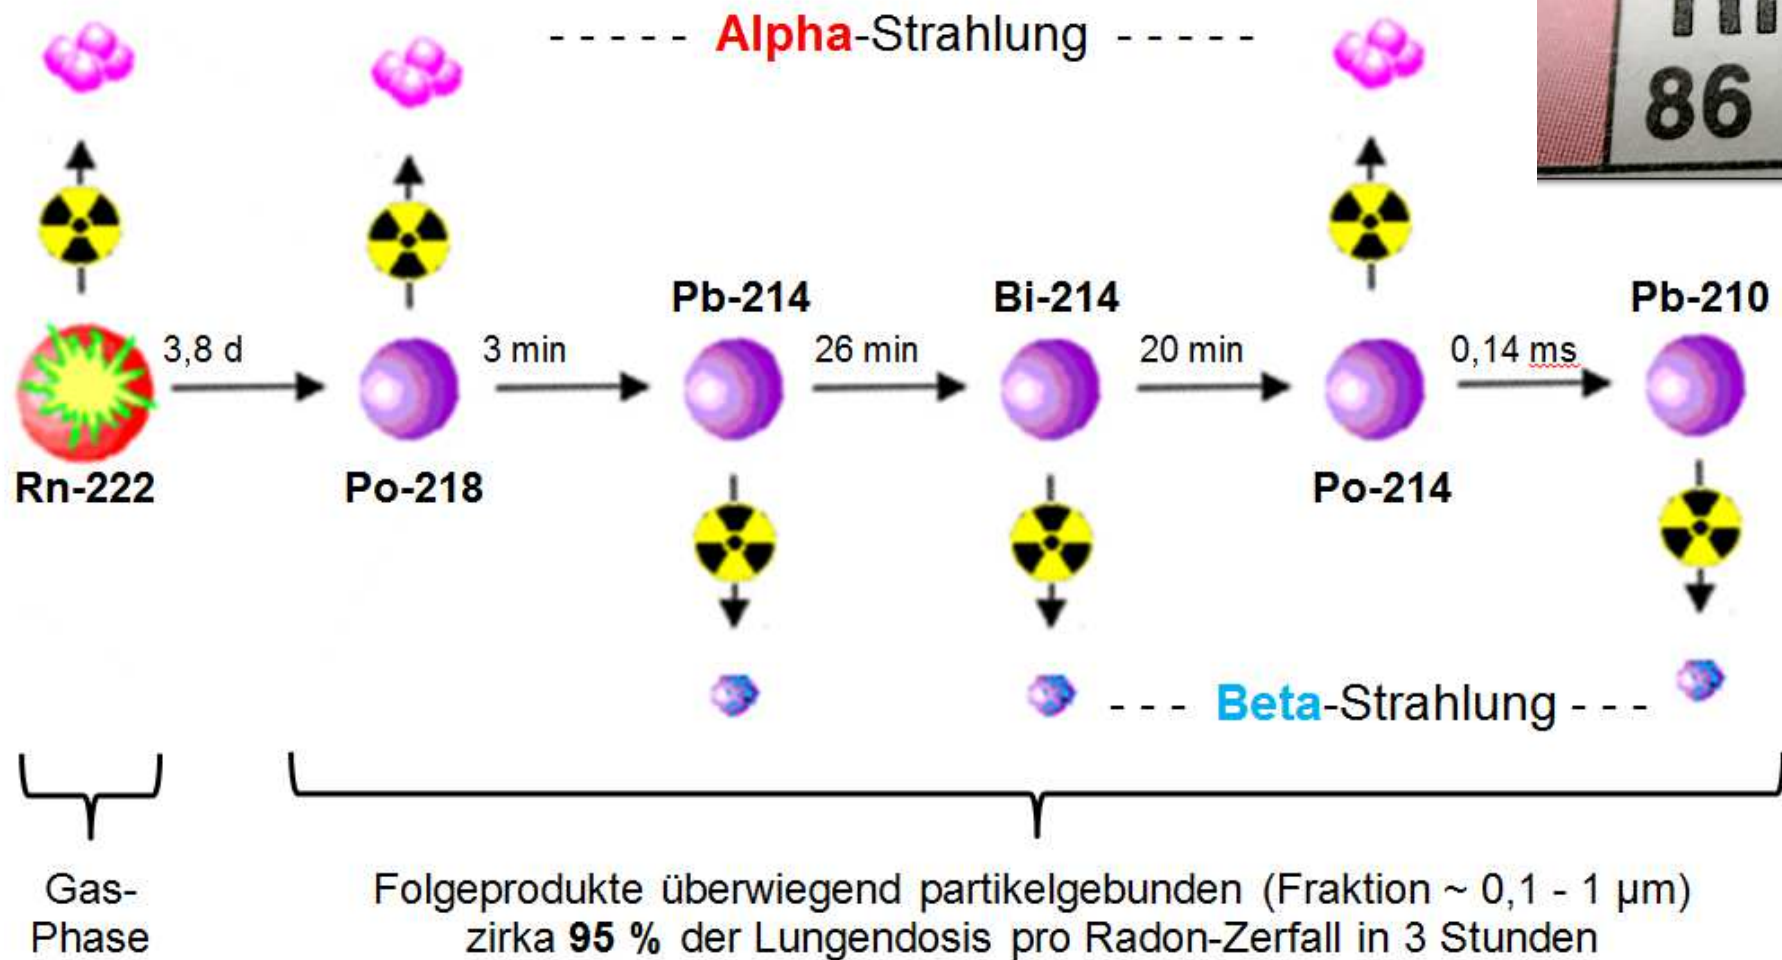 ----- Alpha-Strahlung -----
86
Pb-214
Bi-214
Pb-210
3,8 d
3 min
26 min
20 min
0,14 ms
Rn-222
Po-218
Po-214
--- Beta-Strahlung ---
Gas-
Phase
Folgeprodukte überwiegend partikelgebunden (Fraktion ~ 0,1 - 1 µm)
zirka 95 % der Lungendosis pro Radon-Zerfall in 3 Stunden